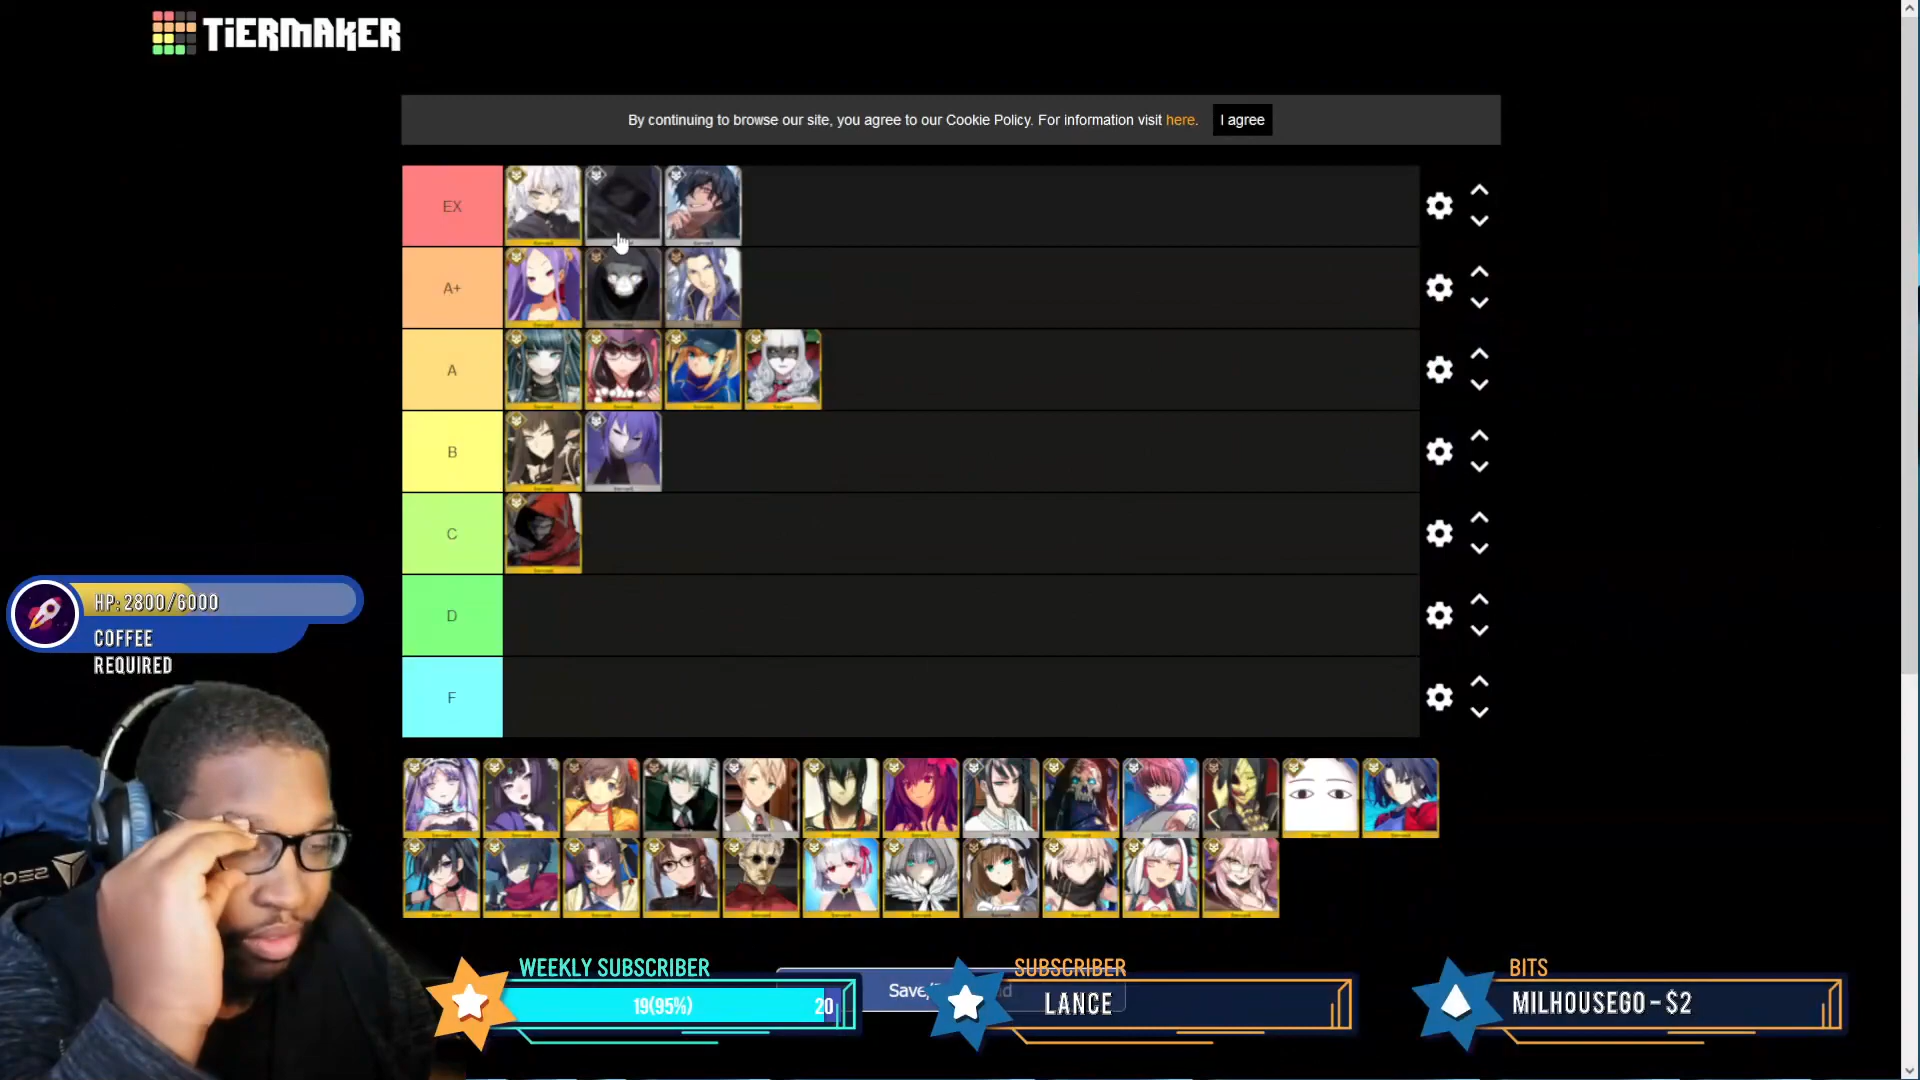 TIERMAKER
By continuing to browse our site, you agree to our Cookie Policy. For information visit here. I agree
EX
A+
A
B
C
D
F
HP: 2800/6000
COFFEE
REQUIRED
WEEKLY SUBSCRIBER
19(95%) 20
Save/
SUBSCRIBER
LANCE
BITS
MILHOUSEGO - $2